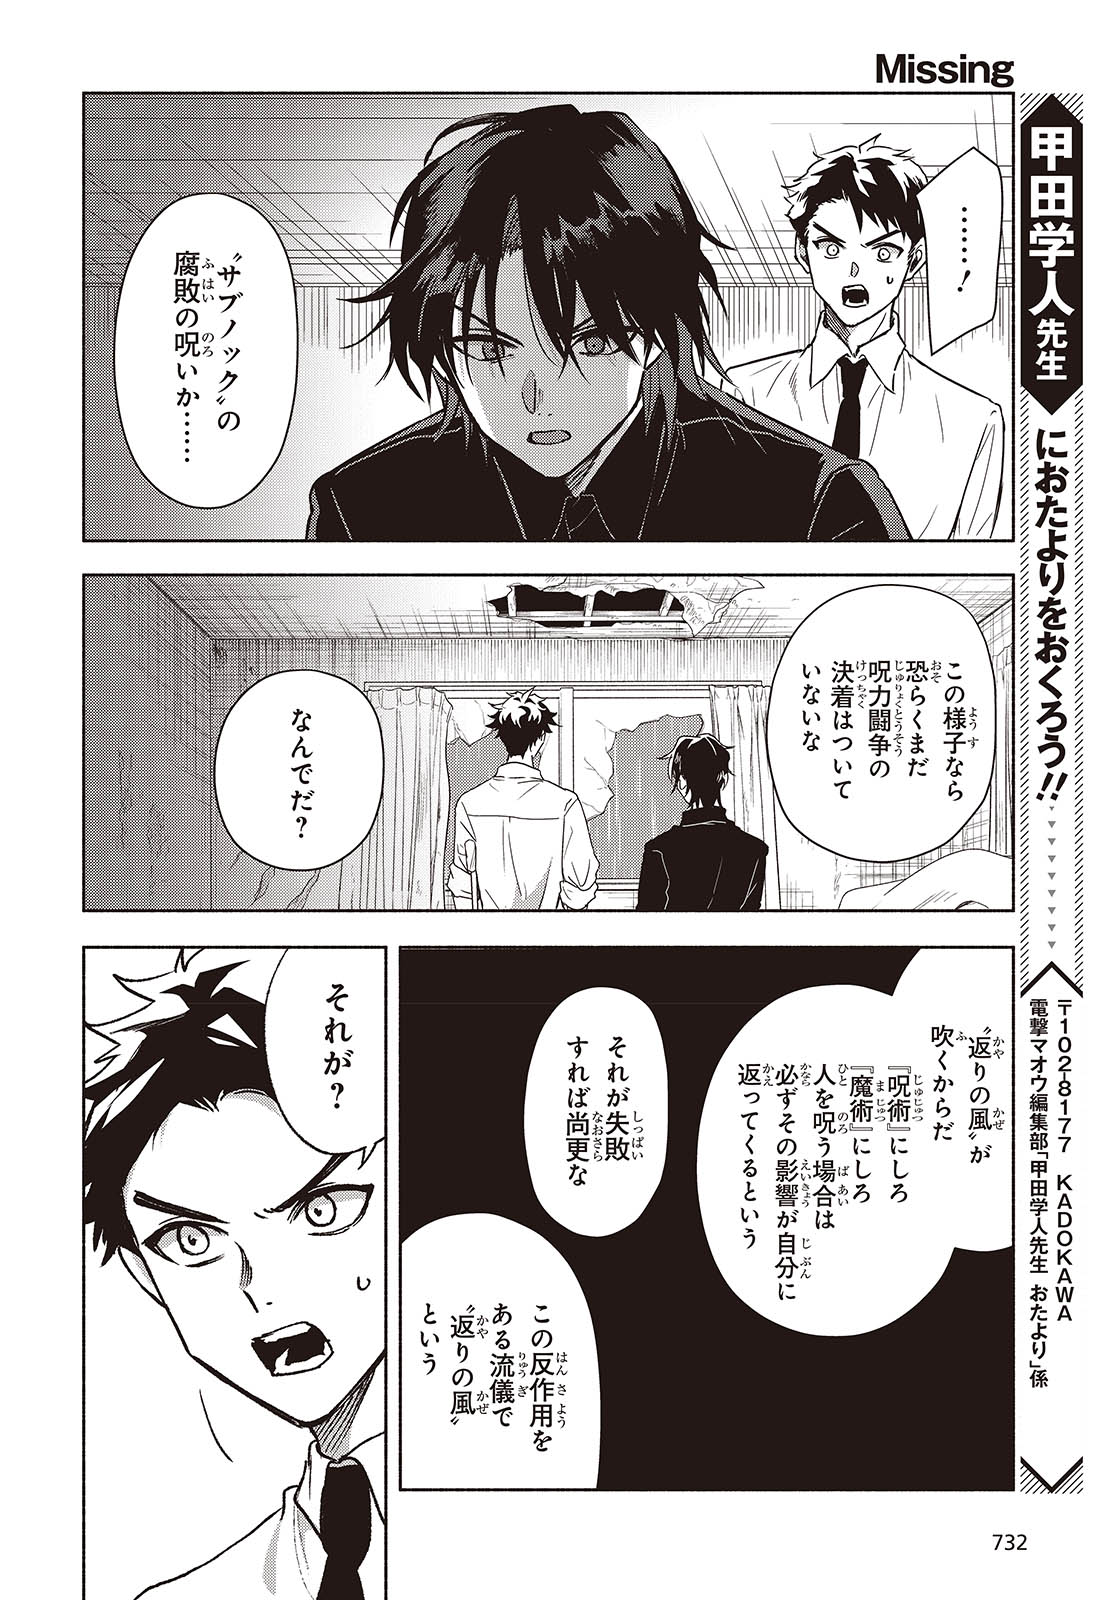 Missing
甲田学人先生 におたよりをおくろう!!
〒102-8177 KADOKAWA
電撃マオウ編集部「甲田学人先生 おたより」係
……！
〝サブノック〟の
腐敗の呪いか……
この様子なら
恐らくまだ
呪力闘争の
決着はついて
いないな
なんでだ？
〝返りの風〟が
吹くからだ
『呪術』にしろ
『魔術』にしろ
人を呪う場合は
必ずその影響が自分に
返ってくるという
それが失敗
すれば尚更な
この反作用を
ある流儀で
〝返りの風〟
という
それが？
732